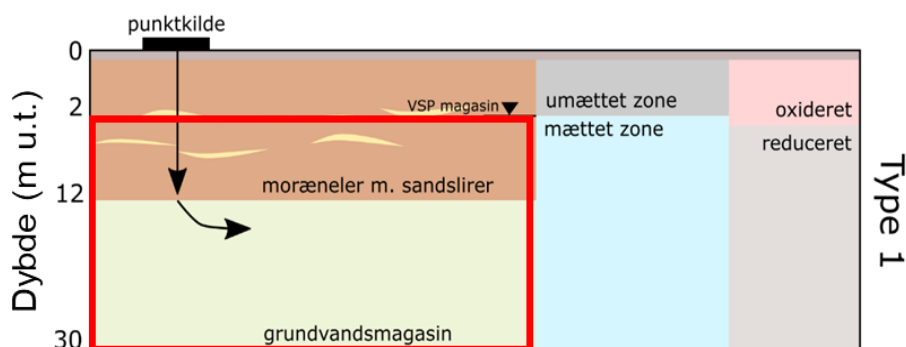 punktkilde
0
2
VSP magasin
umættet zone
mættet zone
oxideret
reduceret
12
moræneler m. sandslirer
30
grundvandsmagasin
Dybde (m u.t.)
Type 1